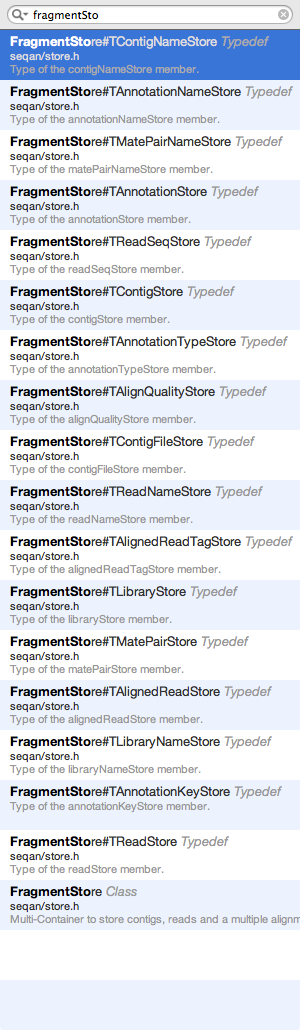 fragmentSto
FragmentStore#TContigNameStore Typedef
seqan/store.h
Type of the contigNameStore member.
FragmentStore#TAnnotationNameStore Typedef
seqan/store.h
Type of the annotationNameStore member.
FragmentStore#TMatePairNameStore Typedef
seqan/store.h
Type of the matePairNameStore member.
FragmentStore#TAnnotationStore Typedef
seqan/store.h
Type of the annotationStore member.
FragmentStore#TReadSeqStore Typedef
seqan/store.h
Type of the readSeqStore member.
FragmentStore#TContigStore Typedef
seqan/store.h
Type of the contigStore member.
FragmentStore#TAnnotationTypeStore Typedef
seqan/store.h
Type of the annotationTypeStore member.
FragmentStore#TAlignQualityStore Typedef
seqan/store.h
Type of the alignQualityStore member.
FragmentStore#TContigFileStore Typedef
seqan/store.h
Type of the contigFileStore member.
FragmentStore#TReadNameStore Typedef
seqan/store.h
Type of the readNameStore member.
FragmentStore#TAlignedReadTagStore Typedef
seqan/store.h
Type of the alignedReadTagStore member.
FragmentStore#TLibraryStore Typedef
seqan/store.h
Type of the libraryStore member.
FragmentStore#TMatePairStore Typedef
seqan/store.h
Type of the matePairStore member.
FragmentStore#TAlignedReadStore Typedef
seqan/store.h
Type of the alignedReadStore member.
FragmentStore#TLibraryNameStore Typedef
seqan/store.h
Type of the libraryNameStore member.
FragmentStore#TAnnotationKeyStore Typedef
Type of the annotationKeyStore member.
FragmentStore#TReadStore Typedef
seqan/store.h
Type of the readStore member.
FragmentStore Class
seqan/store.h
Multi-Container to store contigs, reads and a multiple alignm